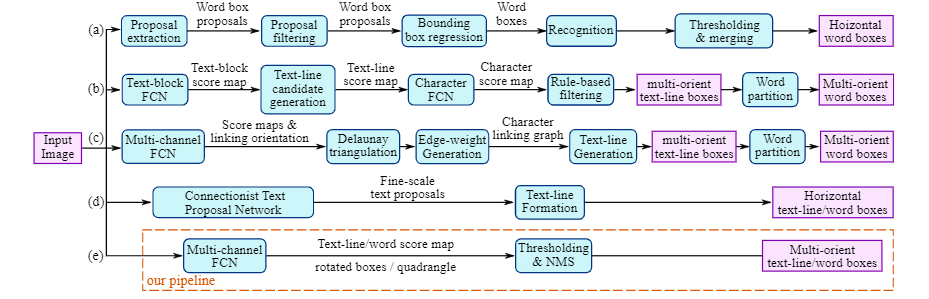 Input
Image
(a)
Proposal
extraction
Word box
proposals
Proposal
filtering
Word box
proposals
Bounding
box regression
Word
boxes
Recognition
Thresholding
& merging
Hoizontal
word boxes
(b)
Text-block
FCN
Text-block
score map
Text-line
candidate
generation
Text-line
score map
Character
FCN
Character
score map
Rule-based
filtering
multi-orient
text-line boxes
Word
partition
Multi-orient
word boxes
(c)
Multi-channel
FCN
Score maps &
linking orientation
Delaunay
triangulation
Edge-weight
Generation
Character
linking graph
Text-line
Generation
multi-orient
text-line boxes
Word
partition
Multi-orient
word boxes
(d)
Connectionist Text
Proposal Network
Fine-scale
text proposals
Text-line
Formation
Horizontal
text-line/word boxes
(e)
Multi-channel
FCN
Text-line/word score map
rotated boxes / quadrangle
Thresholding
& NMS
Multi-orient
text-line/word boxes
our pipeline